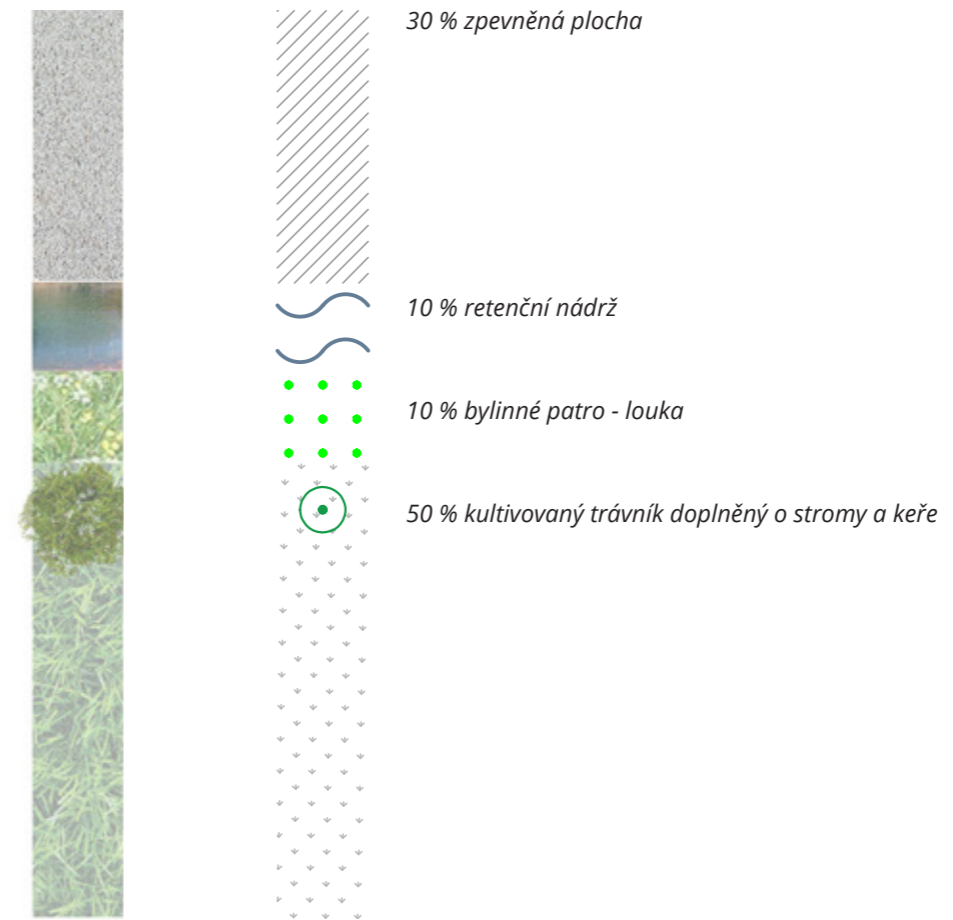 30 % zpevněná plocha
10 % retenční nádrž
10 % bylinné patro - louka
50 % kultivovaný trávník doplněný o stromy a keře